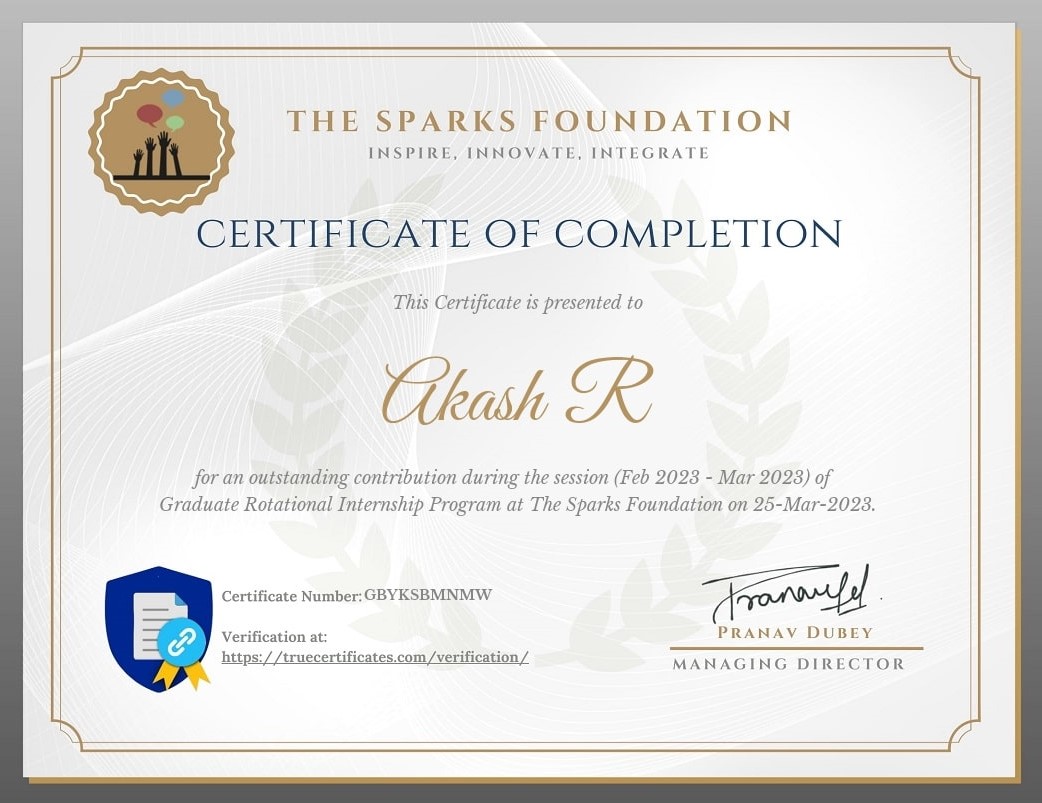 THE SPARKS FOUNDATION
INSPIRE, INNOVATE, INTEGRATE
CERTIFICATE OF COMPLETION
This Certificate is presented to
Akash R
for an outstanding contribution during the session (Feb 2023 - Mar 2023) of
Graduate Rotational Internship Program at The Sparks Foundation on 25-Mar-2023.
Certificate Number: GBYKSBMNMW
Verification at:
https://truecertificates.com/verification/
PRANAV DUBEY
MANAGING DIRECTOR